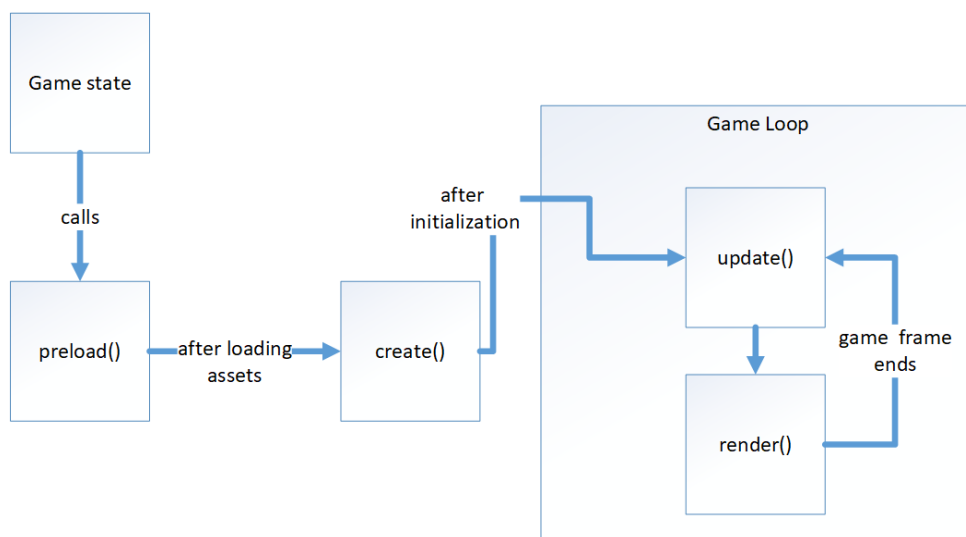 Game state
calls
preload()
after loading
assets
create()
after
initialization
Game Loop
update()
game frame
ends
render()